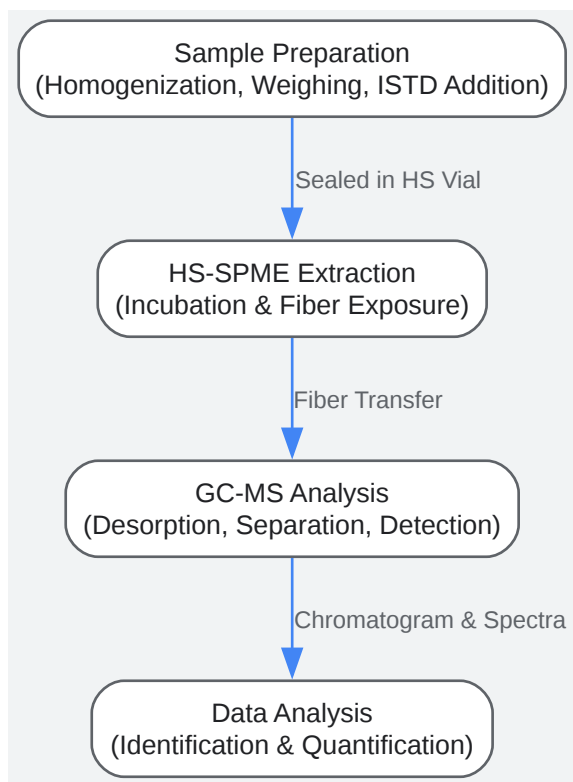 Sample Preparation
(Homogenization, Weighing, ISTD Addition)
Sealed in HS Vial
HS-SPME Extraction
(Incubation & Fiber Exposure)
Fiber Transfer
GC-MS Analysis
(Desorption, Separation, Detection)
Chromatogram & Spectra
Data Analysis
(Identification & Quantification)